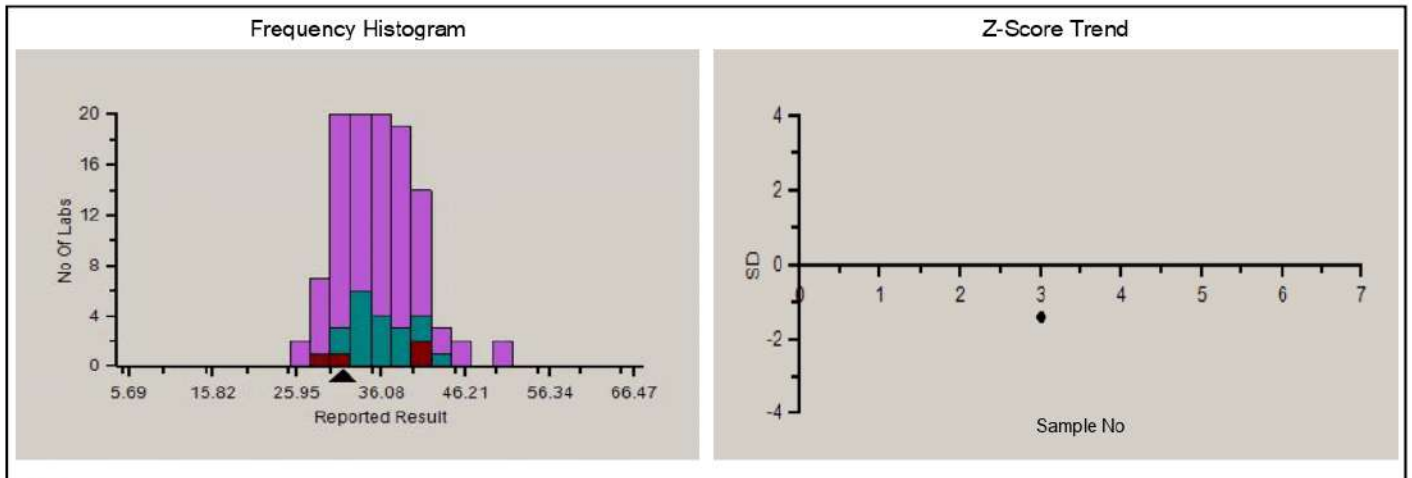 Frequency Histogram
20
16
12
8
4
0
No Of Labs
5.69 15.82 25.95 36.08 46.21 56.34 66.47
Reported Result
Z-Score Trend
4
2
0
-2
-4
SD
0 1 2 3 4 5 6 7
Sample No